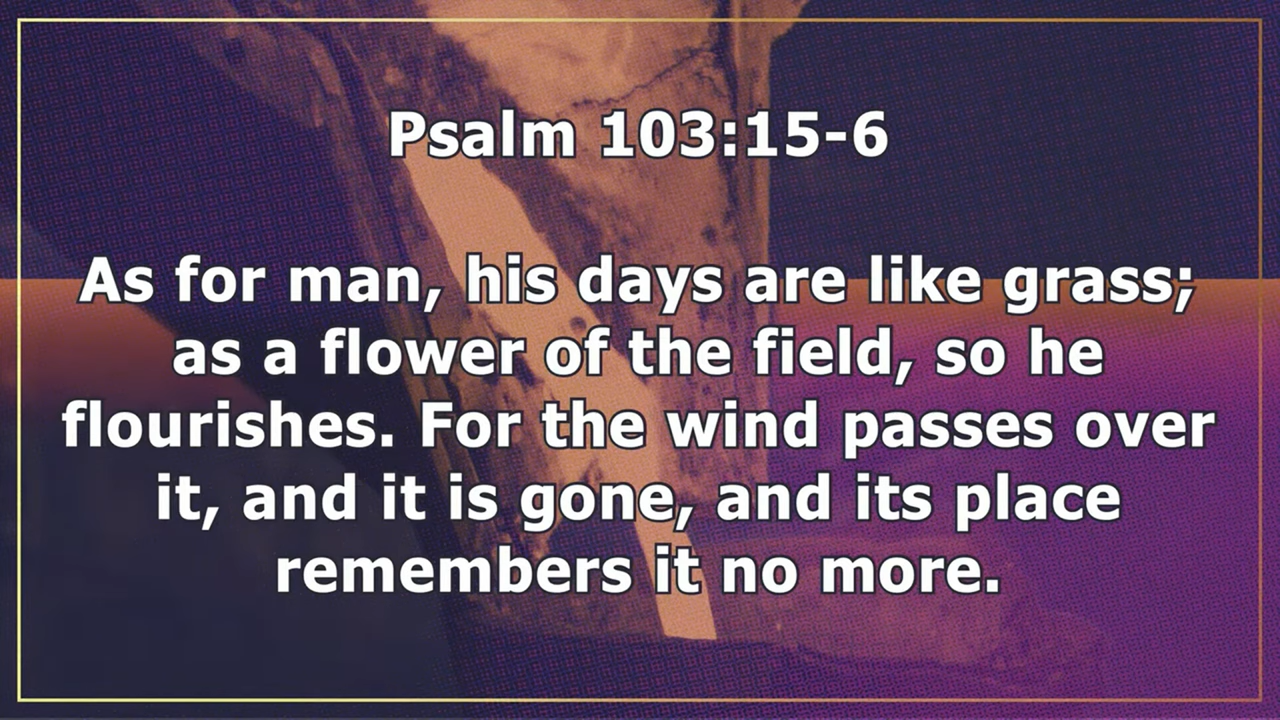 Psalm 103:15-6
As for man, his days are like grass;
as a flower of the field, so he
flourishes. For the wind passes over
it, and it is gone, and its place
remembers it no more.